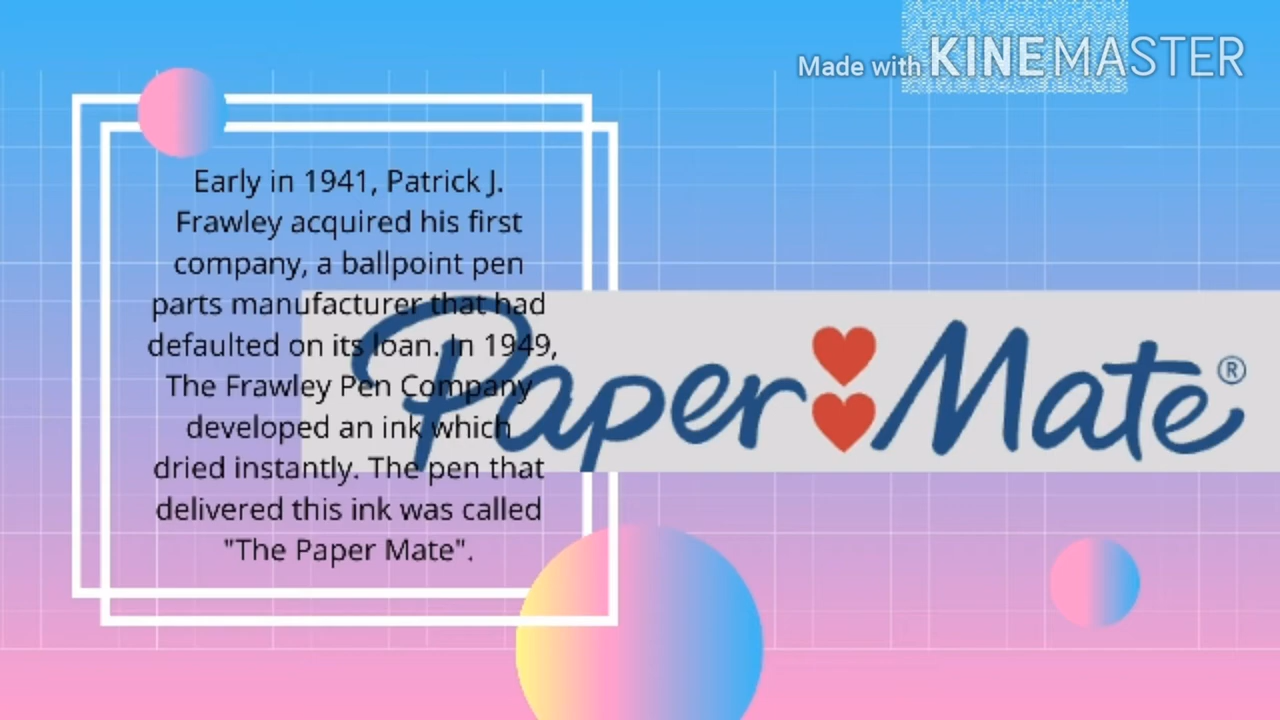 Made with KINEMASTER
Early in 1941, Patrick J.
Frawley acquired his first
company, a ballpoint pen
parts manufacturer that had
defaulted on its loan. In 1949,
The Frawley Pen Company
developed an ink which
dried instantly. The pen that
delivered this ink was called
"The Paper Mate".
Paper Mate®